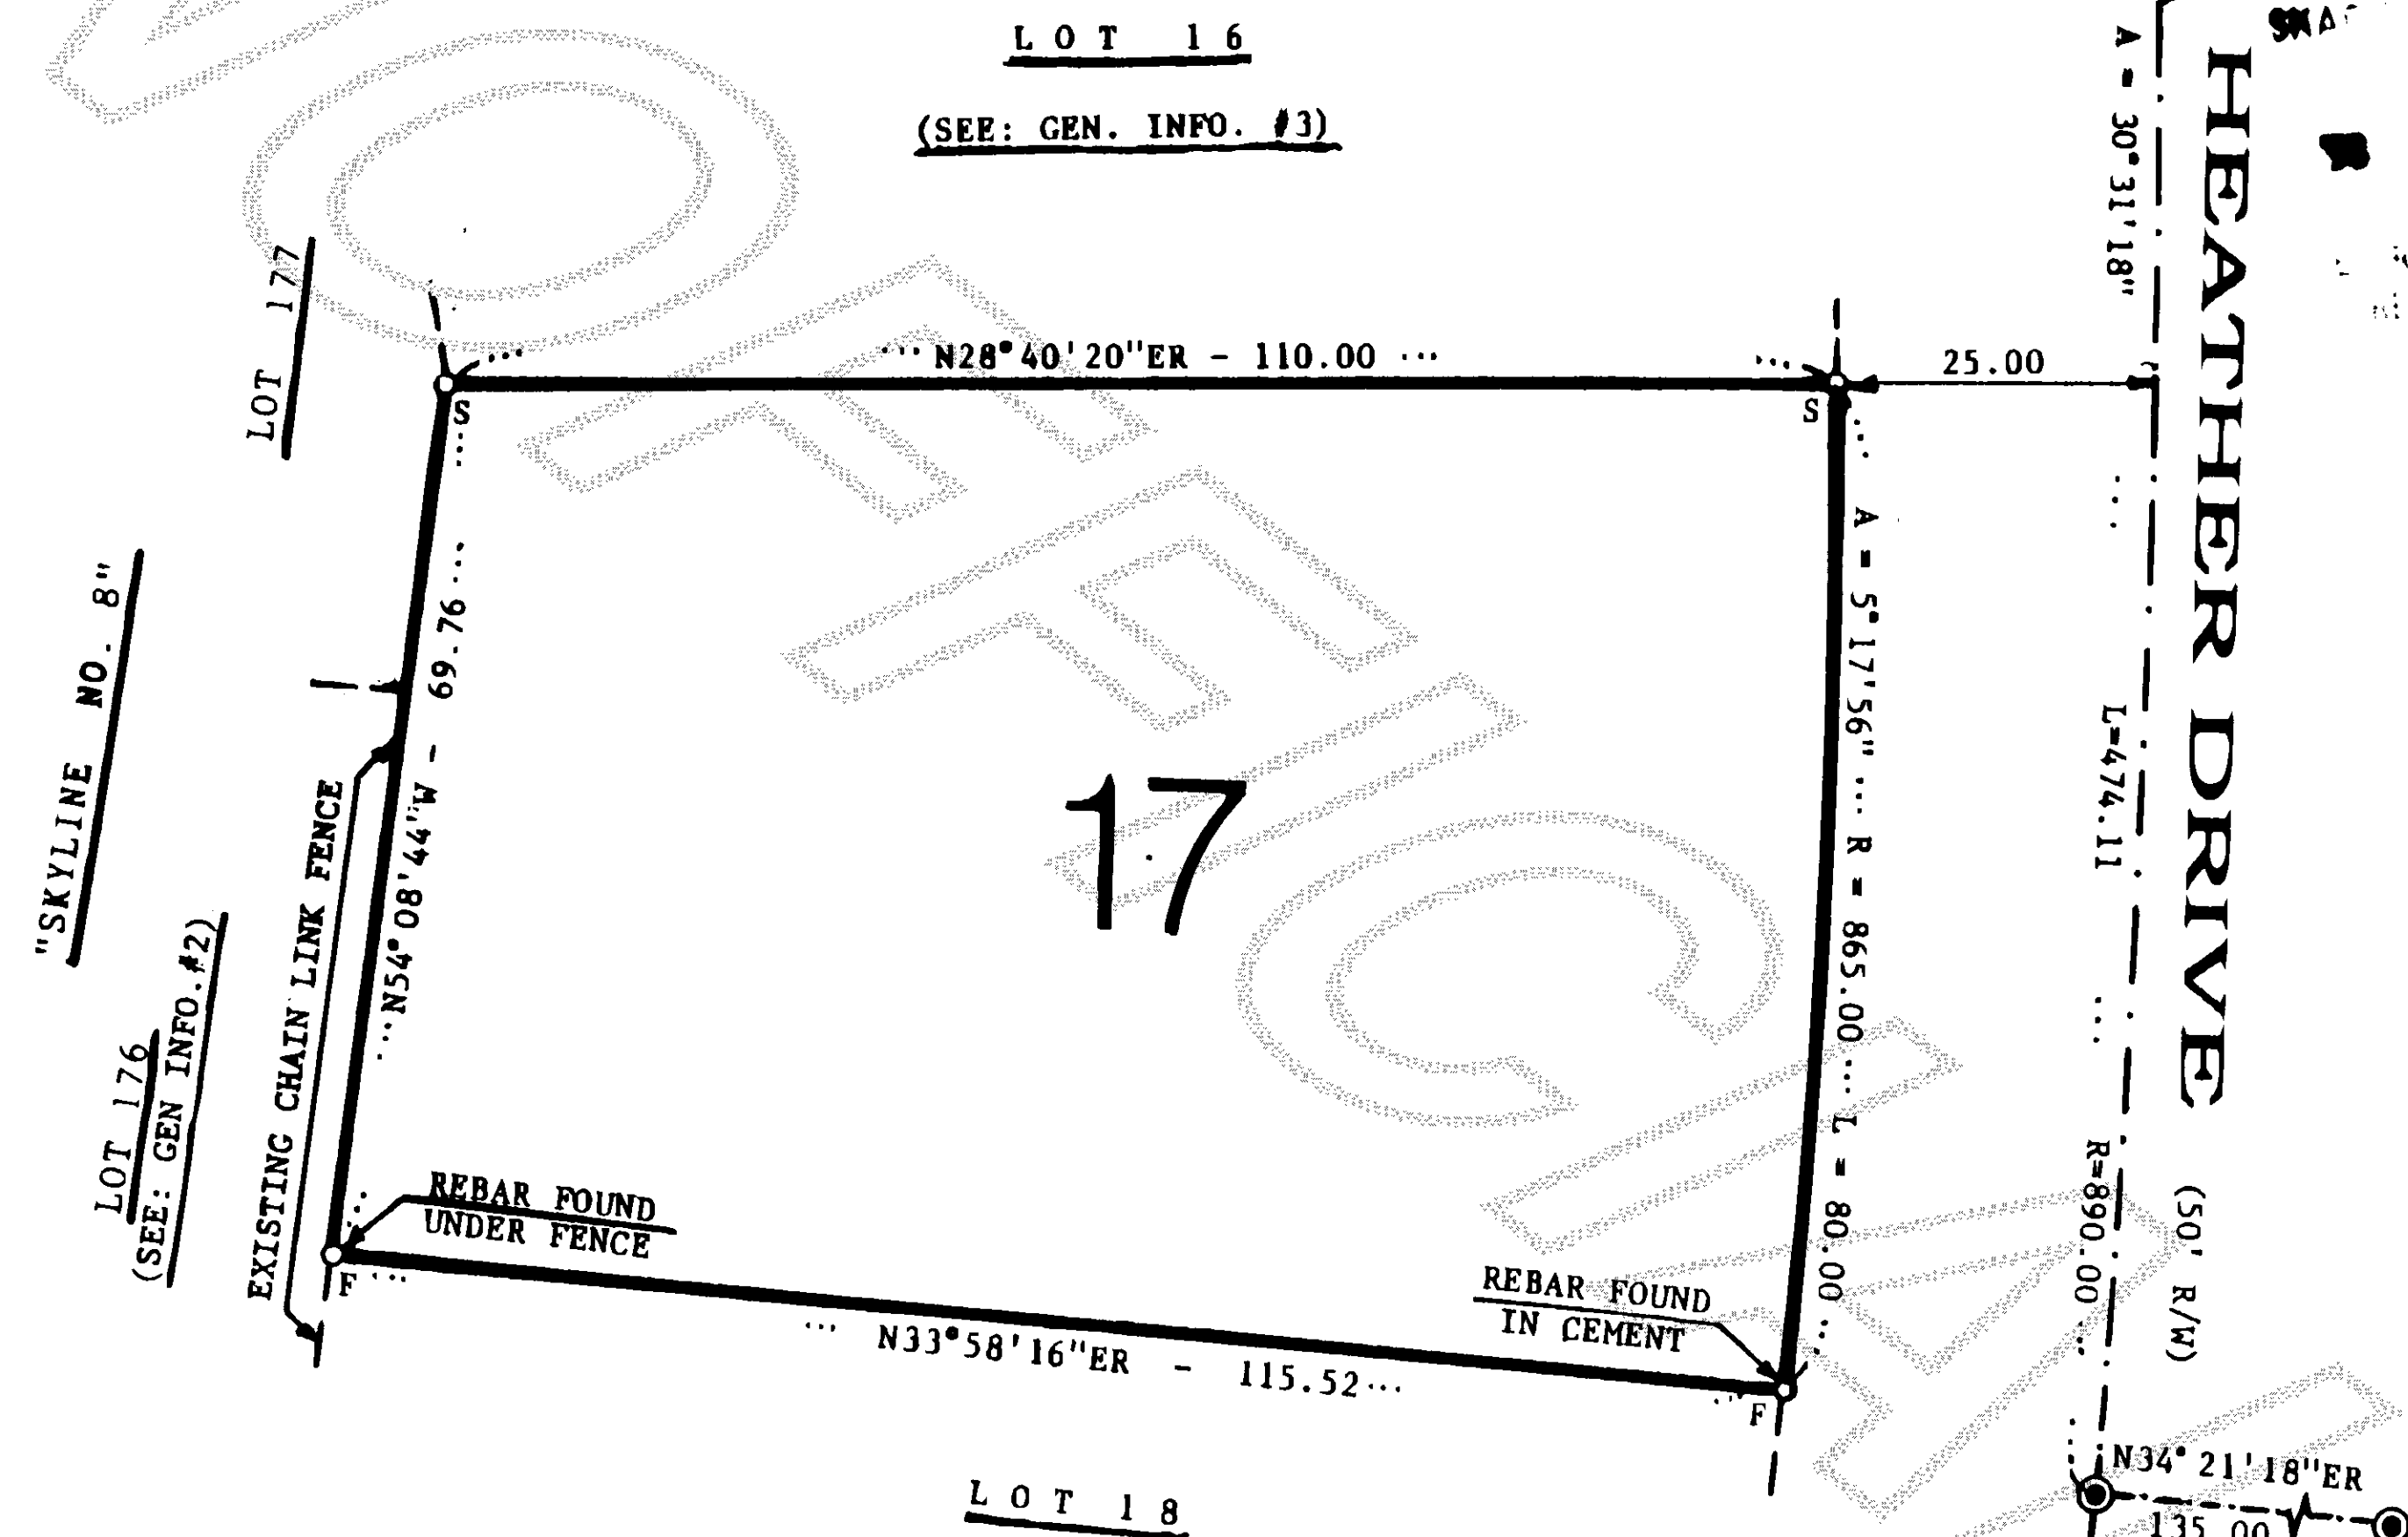 LOT 16
(SEE: GEN. INFO. #3)
A = 30°31'18"
HEATHER DRIVE
(50' R/W)
LOT 177
··· N28°40'20"ER - 110.00 ···
25.00
S
S
"SKYLINE NO. 8"
··· N54°08'44"W - 69.76 ···
A = 5°17'56" ··· R = 865.00 ··· L = 80.00 ···
L=474.11
R=890.00 ···
17
EXISTING CHAIN LINK FENCE
LOT 176
(SEE: GEN INFO. #2)
REBAR FOUND
UNDER FENCE
REBAR FOUND
IN CEMENT
F
F
··· N33°58'16"ER - 115.52 ···
N34°21'18"ER
135.00
LOT 18
UNOFFICIAL